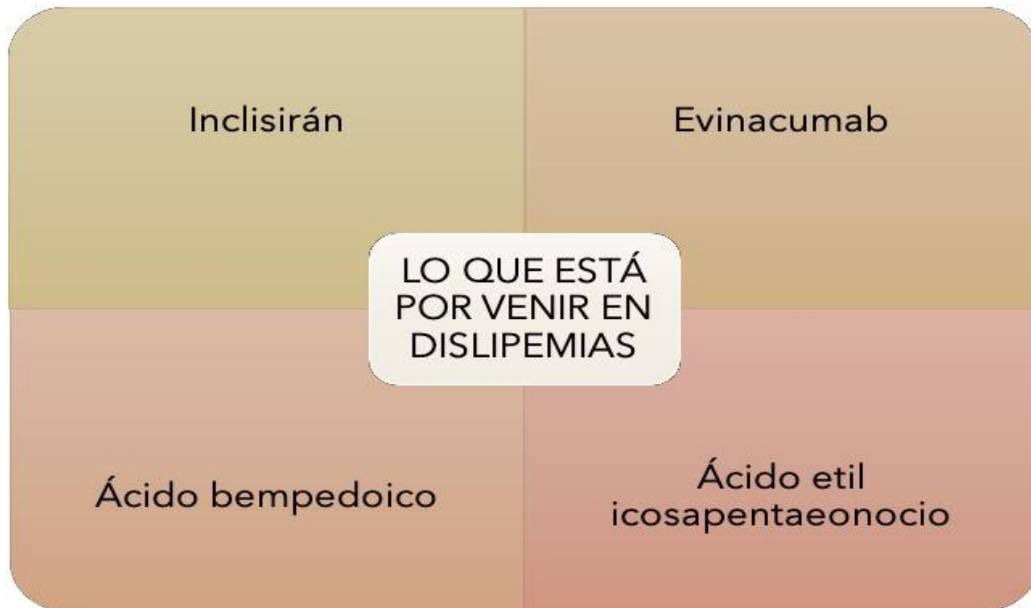 Inclisirán
Evinacumab
LO QUE ESTÁ
POR VENIR EN
DISLIPEMIAS
Ácido bempedoico
Ácido etil
icosapentaeonocio